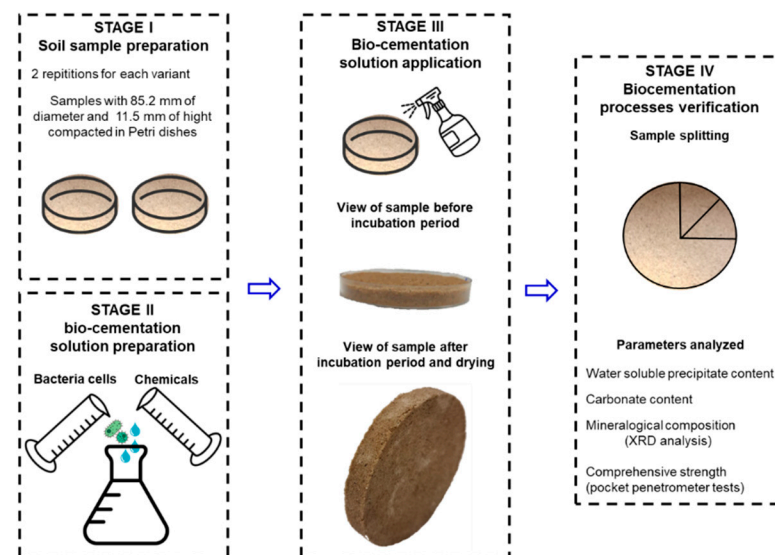 STAGE I
Soil sample preparation
2 repititions for each variant
Samples with 85.2 mm of
diameter and 11.5 mm of hight
compacted in Petri dishes
STAGE II
bio-cementation
solution preparation
Bacteria cells
Chemicals
STAGE III
Bio-cementation
solution application
View of sample before
incubation period
View of sample after
incubation period and drying
STAGE IV
Biocementation
processes verification
Sample splitting
Parameters analyzed
Water soluble precipitate content
Carbonate content
Mineralogical composition
(XRD analysis)
Comprehensive strength
(pocket penetrometer tests)